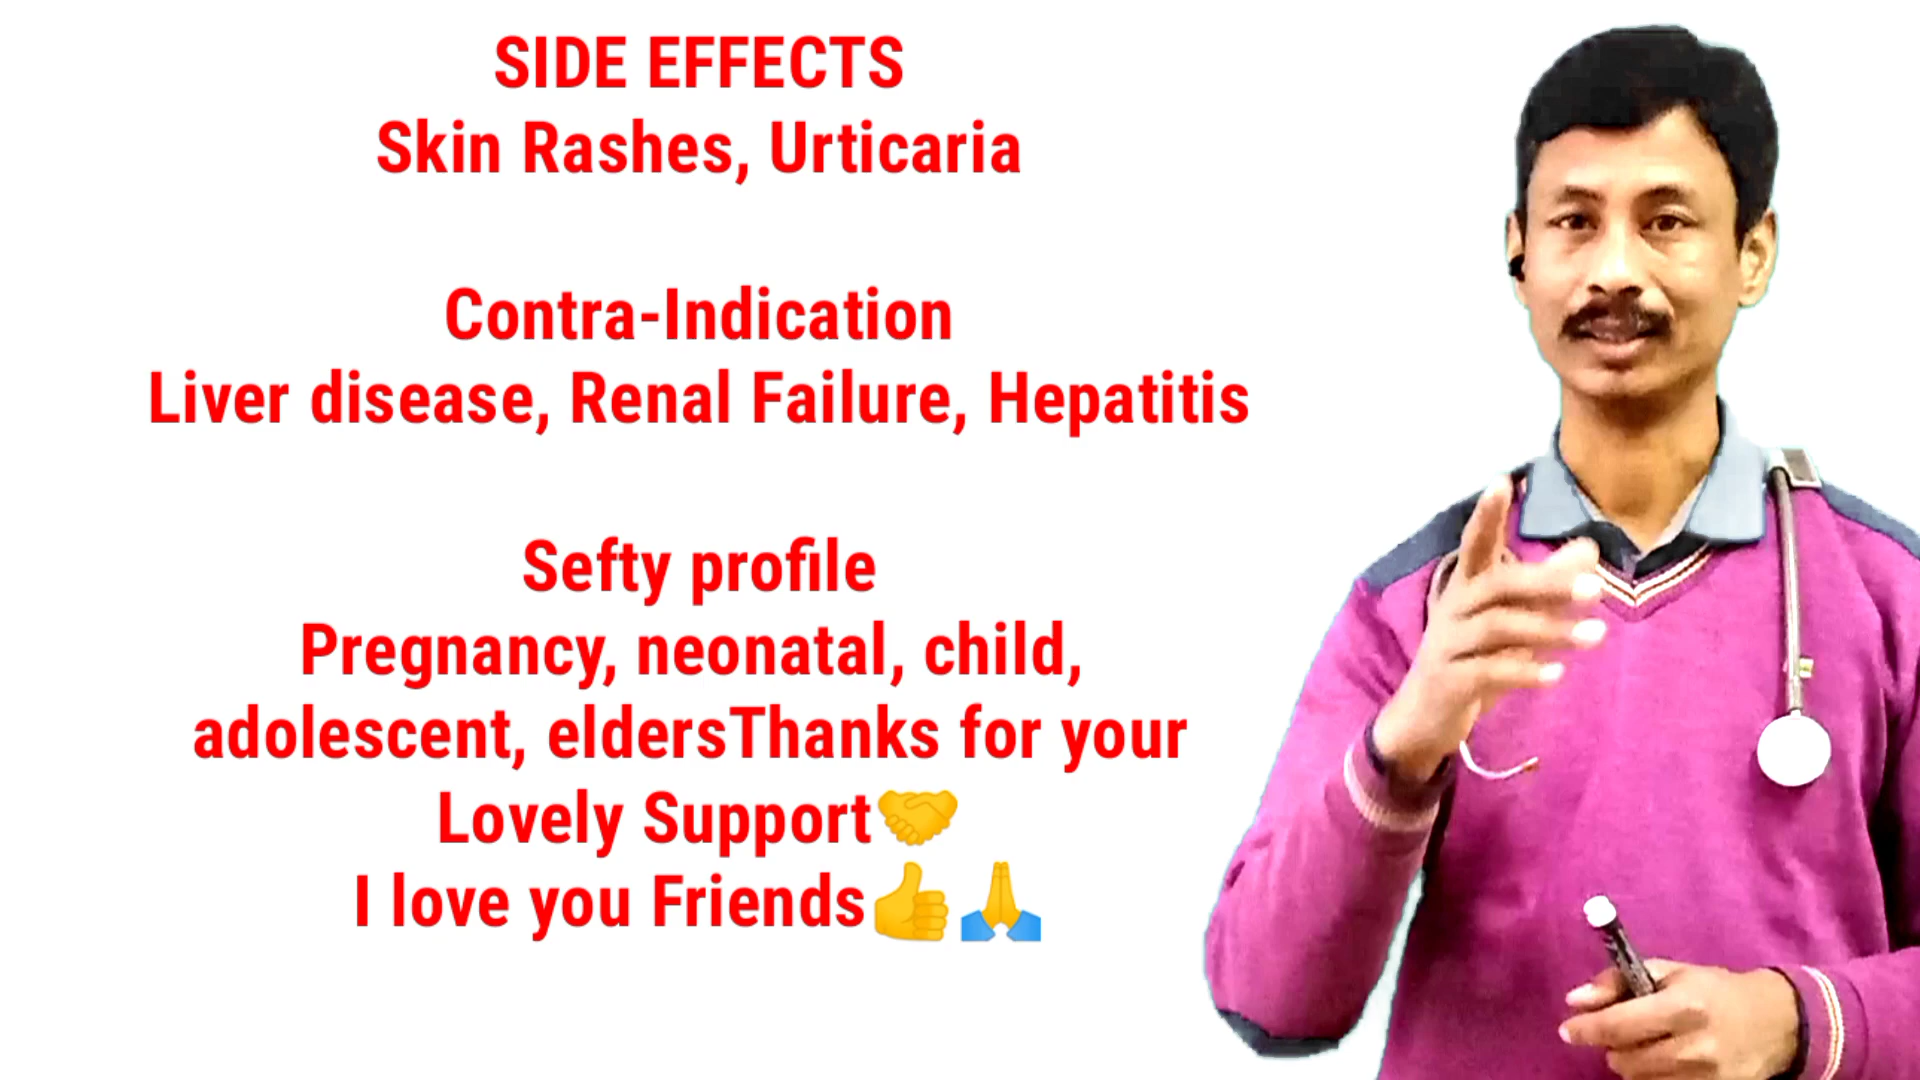 SIDE EFFECTS
Skin Rashes, Urticaria
Contra-Indication
Liver disease, Renal Failure, Hepatitis
Sefty profile
Pregnancy, neonatal, child,
adolescent, eldersThanks for your
Lovely Support🤝
I love you Friends👍🙏